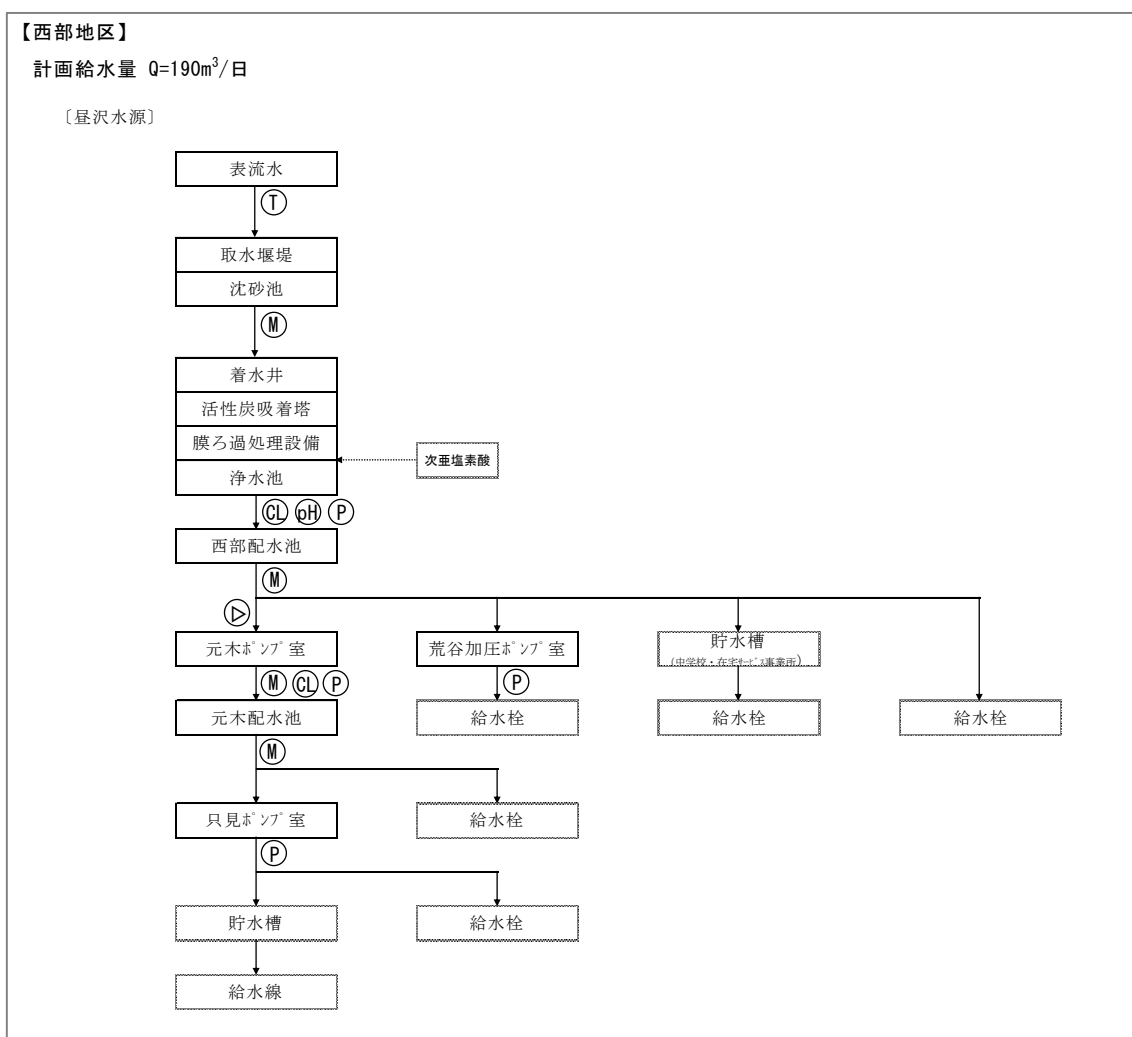 【西部地区】
計画給水量 Q=190m³/日
〔昼沢水源〕
表流水
T
取水堰堤
沈砂池
M
着水井
活性炭吸着塔
膜ろ過処理設備
次亜塩素酸
浄水池
CL pH P
西部配水池
M
元木ﾎﾟﾝﾌﾟ室
荒谷加圧ﾎﾟﾝﾌﾟ室
貯水槽
(中学校・在宅ｻｰﾋﾞｽ事業所)
M CL P
P
元木配水池
給水栓
給水栓
給水栓
M
只見ﾎﾟﾝﾌﾟ室
給水栓
P
貯水槽
給水栓
給水線